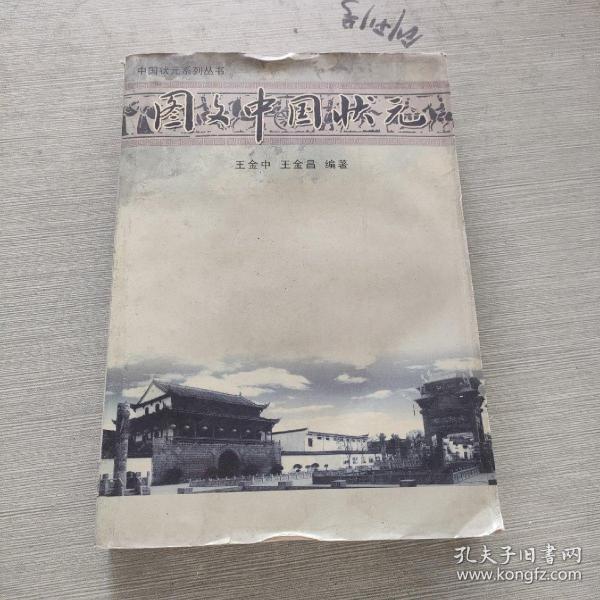 中国状元系列丛书
图文中国状元
王金中 王金昌 编著
孔夫子旧书网
www.kongfz.com